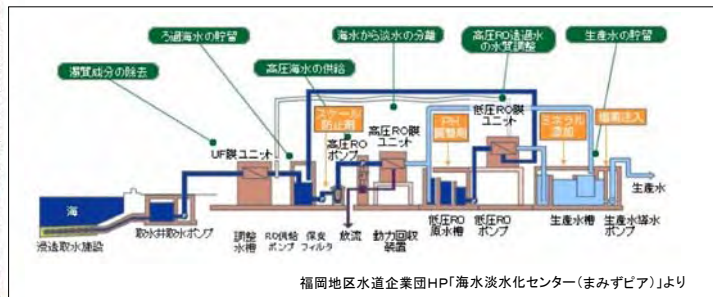 ろ過海水の貯留
海水から淡水の分離
高圧RO透過水
の水質調整
生産水の貯留
濁質成分の除去
高圧海水の供給
スケール
防止剤
UF膜ユニット
高圧RO
ポンプ
高圧RO膜
ユニット
PH
調整剤
低圧RO膜
ユニット
ミネラル
添加
塩素注入
海
生産水
浸透取水施設
取水井
取水ポンプ
調整
水槽
RO供給
ポンプ
保安
フィルタ
放流
動力回収
装置
低圧RO
原水槽
低圧RO
ポンプ
生産水槽
生産水導水
ポンプ
福岡地区水道企業団HP「海水淡水化センター(まみずピア)」より